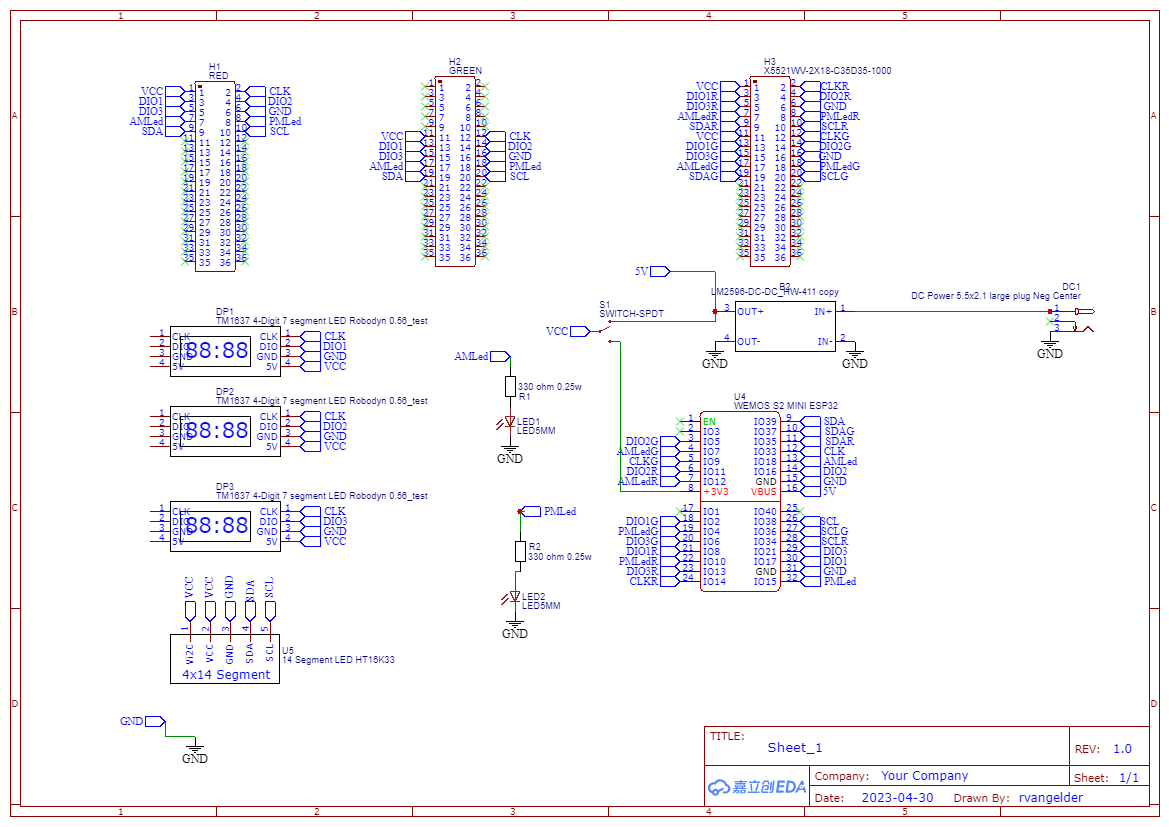 1 2 3 4 5
A A
B B
C C
D D
H1
RED
VCC 1 2 CLK
DIO1 3 4 DIO2
DIO3 5 6 GND
AMLed 7 8 PMLed
SDA 9 10 SCL
11 12
13 14
15 16
17 18
19 20
21 22
23 24
25 26
27 28
29 30
31 32
33 34
35 36
H2
GREEN
1 2
3 4
5 6
7 8
9 10
VCC 11 12 CLK
DIO1 13 14 DIO2
DIO3 15 16 GND
AMLed 17 18 PMLed
SDA 19 20 SCL
21 22
23 24
25 26
27 28
29 30
31 32
33 34
35 36
H3
X5521WV-2X18-C35D35-1000
VCC 1 2 CLKR
DIO1R 3 4 DIO2R
DIO3R 5 6 GND
AMLedR 7 8 PMLedR
SDAR 9 10 SCLR
VCC 11 12 CLKG
DIO1G 13 14 DIO2G
DIO3G 15 16 GND
AMLedG 17 18 PMLedG
SDAG 19 20 SCLG
21 22
23 24
25 26
27 28
29 30
31 32
33 34
35 36
5V
LM2596-DC-DC_HW-411 copy
3 OUT+ IN+ 1
4 OUT- IN- 2
GND GND
DC1
DC Power 5.5x2.1 large plug Neg Center
1
2
3
GND
S1
SWITCH-SPDT
VCC
DP1
TM1637 4-Digit 7 segment LED Robodyn 0.56_test
1 CLK CLK 1 CLK
2 DIO DIO 2 DIO1
3 GND GND 3 GND
4 5V 5V 4 VCC
88:88
DP2
TM1637 4-Digit 7 segment LED Robodyn 0.56_test
1 CLK CLK 1 CLK
2 DIO DIO 2 DIO2
3 GND GND 3 GND
4 5V 5V 4 VCC
88:88
DP3
TM1637 4-Digit 7 segment LED Robodyn 0.56_test
1 CLK CLK 1 CLK
2 DIO DIO 2 DIO3
3 GND GND 3 GND
4 5V 5V 4 VCC
88:88
AMLed
330 ohm 0.25w
R1
LED1
LED5MM
GND
PMLed
R2
330 ohm 0.25w
LED2
LED5MM
GND
U4
WEMOS S2 MINI ESP32
1 EN IO39 9 SDA
2 IO3 IO37 10 SDAG
DIO2G 3 IO5 IO35 11 SDAR
AMLedG 4 IO7 IO33 12 CLK
CLKG 5 IO9 IO18 13 AMLed
DIO2R 6 IO11 IO16 14 DIO2
AMLedR 7 IO12 GND 15 GND
8 +3V3 VBUS 16 5V
17 IO1 IO40 25
DIO1G 18 IO2 IO38 26 SCL
PMLedG 19 IO4 IO36 27 SCLG
DIO3G 20 IO6 IO34 28 SCLR
DIO1R 21 IO8 IO21 29 DIO3
PMLedR 22 IO10 IO17 30 DIO1
DIO3R 23 IO13 GND 31 GND
CLKR 24 IO14 IO15 32 PMLed
VCC VCC GND SDA SCL
1 2 3 4 5
Vi2C VCC GND SDA SCL
4x14 Segment
U5
14 Segment LED HT16K33
GND
GND
TITLE:
Sheet_1
REV: 1.0
嘉立创EDA
Company: Your Company
Sheet: 1/1
Date: 2023-04-30 Drawn By: rvangelder
1 2 3 4 5